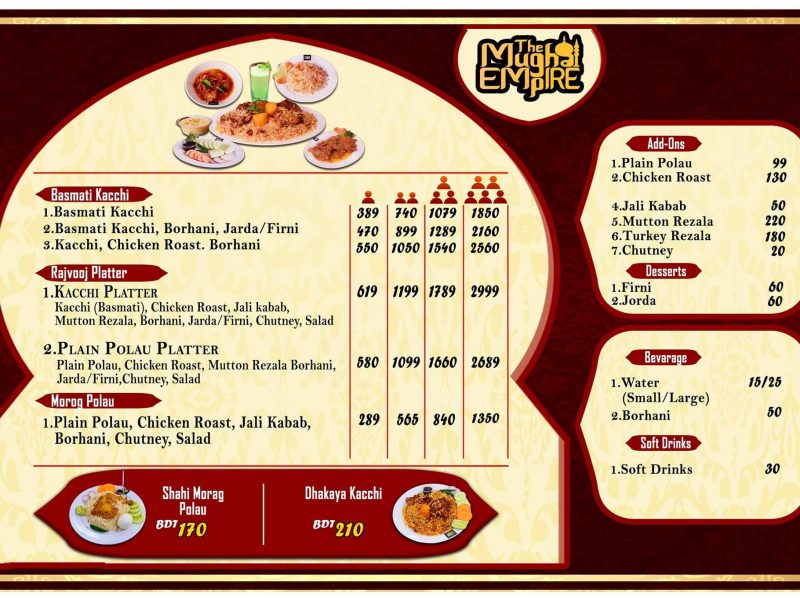 The
Mughal
EMpIRE
Basmati Kacchi
1.Basmati Kacchi 389 740 1079 1850
2.Basmati Kacchi, Borhani, Jarda/Firni 470 899 1289 2160
3.Kacchi, Chicken Roast. Borhani 550 1050 1540 2560
Rajvooj Platter
1.KACCHI PLATTER 619 1199 1789 2999
Kacchi (Basmati), Chicken Roast, Jali kabab,
Mutton Rezala, Borhani, Jarda/Firni, Chutney, Salad
2.PLAIN POLAU PLATTER
Plain Polau, Chicken Roast, Mutton Rezala Borhani, 580 1099 1660 2689
Jarda/Firni,Chutney, Salad
Morog Polau
1.Plain Polau, Chicken Roast, Jali Kabab, 289 565 840 1350
Borhani, Chutney, Salad
Shahi Morag
Polau
BDT 170
Dhakaya Kacchi
BDT 210
Add-Ons
1.Plain Polau 99
2.Chicken Roast 130
4.Jali Kabab 50
5.Mutton Rezala 220
6.Turkey Rezala 180
7.Chutney 20
Desserts
1.Firni 60
2.Jorda 60
Bevarage
1.Water 15/25
(Small/Large)
2.Borhani 50
Soft Drinks
1.Soft Drinks 30